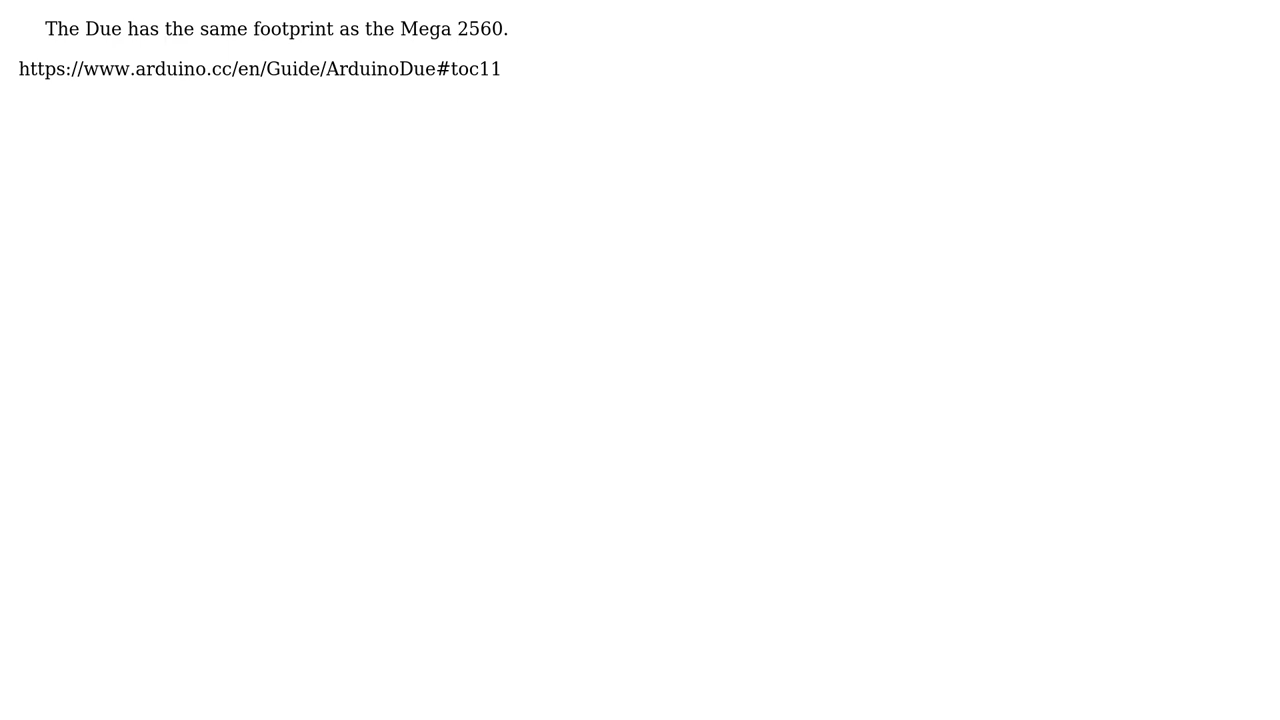 The Due has the same footprint as the Mega 2560.
https://www.arduino.cc/en/Guide/ArduinoDue#toc11